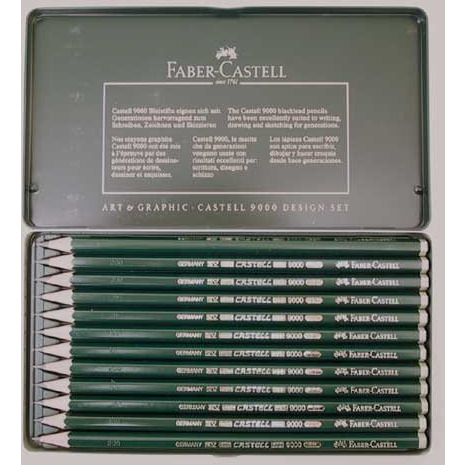 FABER-CASTELL
since 1761
Castell 9000 Bleistifte eignen sich seit
Generationen hervorragend zum
Schreiben, Zeichnen und Skizzieren
The Castell 9000 blacklead pencils
have been excellently suited to writing,
drawing and sketching for generations.
Nos crayons graphite
Castell 9000 ont été mis
à l'épreuve par des
générations de dessina-
teurs pour écrire,
dessiner et esquisser.
Castell 9000, le matite
che da generazioni
vengono usate con
risultati eccellenti per:
scrittura, disegno e
schizzo
Los lápices Castell 9000
son aptos para escribir,
dibujar y hacer croquis
desde hace generaciones.
ART & GRAPHIC · CASTELL 9000 DESIGN SET
GERMANY CASTELL 9000 FABER-CASTELL
GERMANY CASTELL 9000 FABER-CASTELL
GERMANY CASTELL 9000 FABER-CASTELL
GERMANY CASTELL 9000 FABER-CASTELL
GERMANY CASTELL 9000 FABER-CASTELL
GERMANY CASTELL 9000 FABER-CASTELL
GERMANY CASTELL 9000 FABER-CASTELL
GERMANY CASTELL 9000 FABER-CASTELL
GERMANY CASTELL 9000 FABER-CASTELL
GERMANY CASTELL 9000 FABER-CASTELL
GERMANY CASTELL 9000 FABER-CASTELL
GERMANY CASTELL 9000 FABER-CASTELL